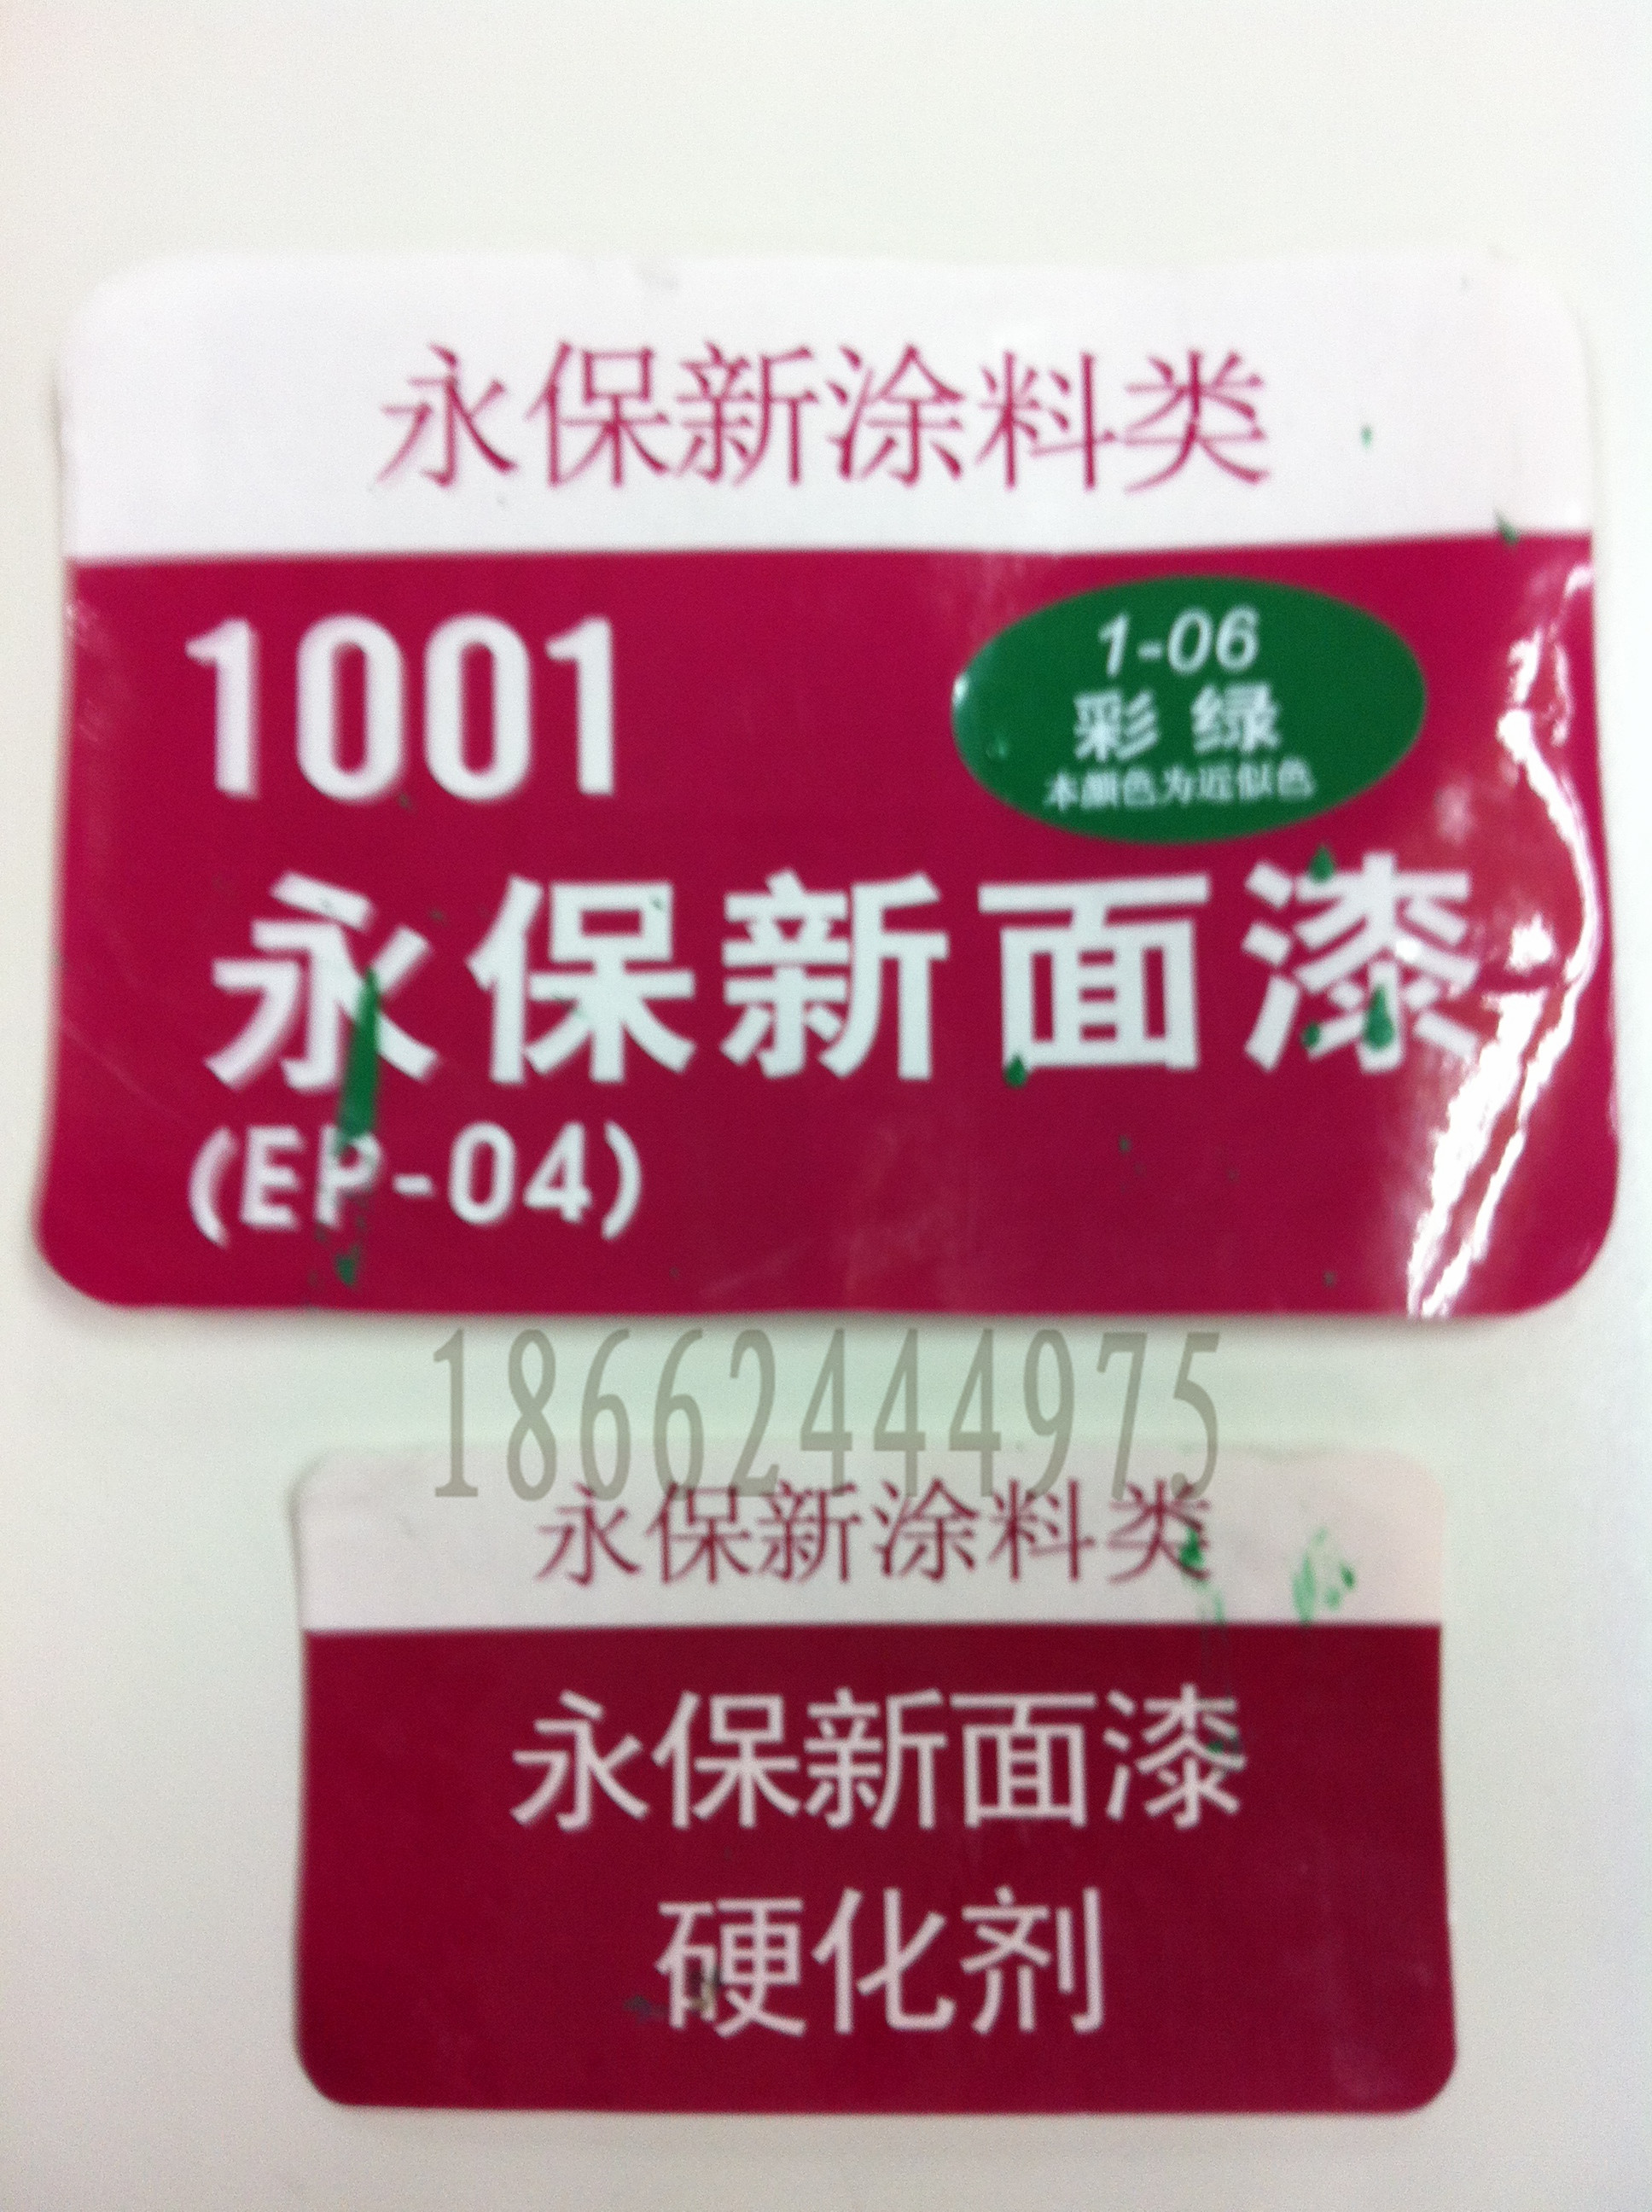 永保新涂料类
1001
1-06
彩绿
本颜色为近似色
永保新面漆
(EP-04)
18662444975
永保新涂料类
永保新面漆
硬化剂